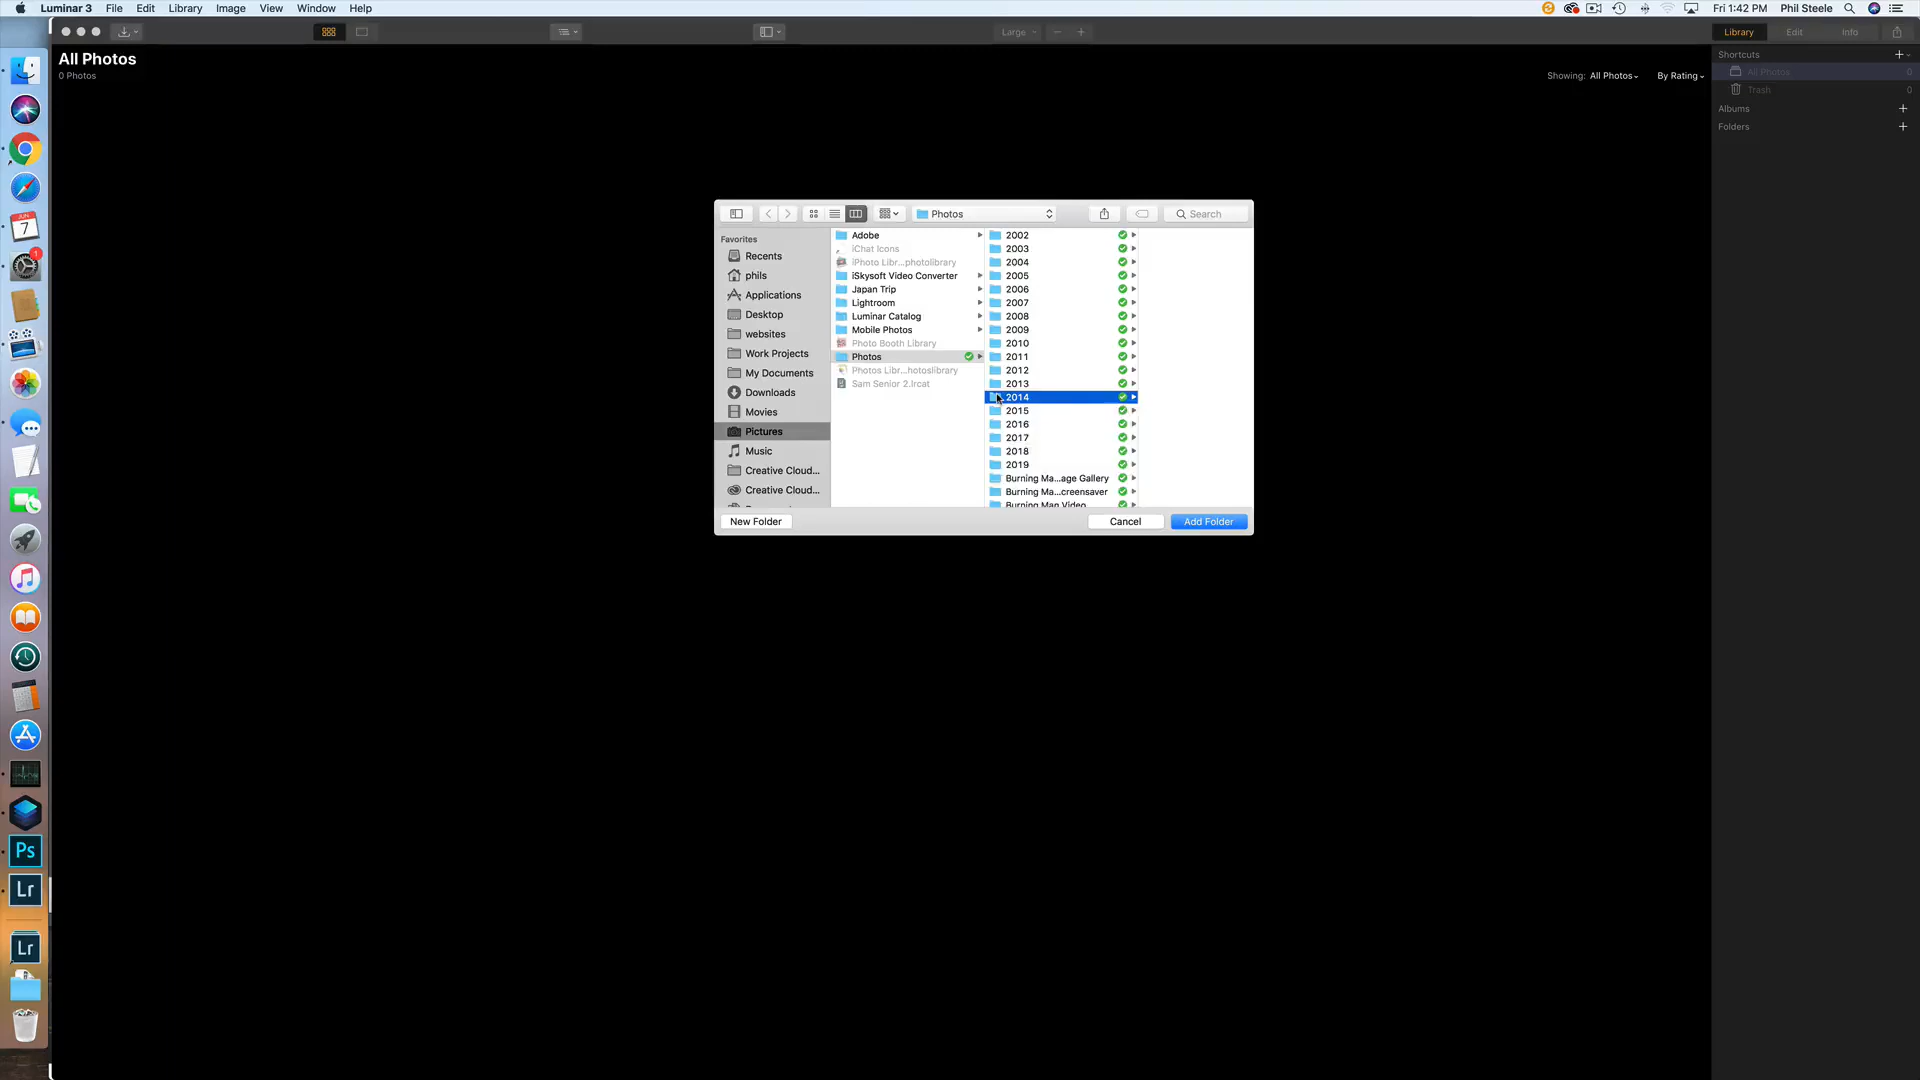 Luminar 3 File Edit Library Image View Window Help
Fri 1:42 PM Phil Steele
Large
Library Edit Info
All Photos
0 Photos
Showing: All Photos
By Rating
Shortcuts
All Photos 0
Trash 0
Albums
Folders
7
1
Ps
Lr
Lr
Photos
Search
Favorites
Recents
phils
Applications
Desktop
websites
Work Projects
My Documents
Downloads
Movies
Pictures
Music
Creative Cloud...
Creative Cloud...
Adobe
iChat Icons
iPhoto Libr...photolibrary
iSkysoft Video Converter
Japan Trip
Lightroom
Luminar Catalog
Mobile Photos
Photo Booth Library
Photos
Photos Libr...hotoslibrary
Sam Senior 2.lrcat
2002
2003
2004
2005
2006
2007
2008
2009
2010
2011
2012
2013
2014
2015
2016
2017
2018
2019
Burning Ma...age Gallery
Burning Ma...creensaver
Burning Man Video
New Folder
Cancel
Add Folder